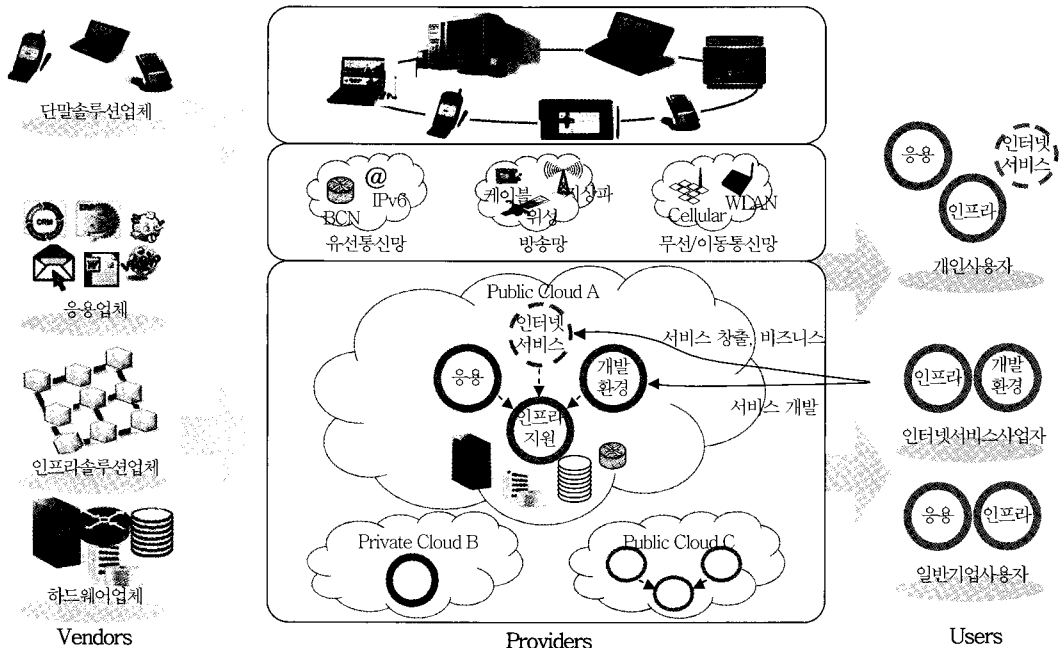 단말솔루션업체
CRM
응용업체
인프라솔루션업체
하드웨어업체
Vendors
@
IPv6
BCN
유선통신망
케이블
지상파
위성
방송망
Cellular
WLAN
무선/이동통신망
Public Cloud A
인터넷
서비스
응용
개발
환경
인프라
지원
서비스 창출, 비즈니스
서비스 개발
Private Cloud B
Public Cloud C
Providers
응용
인터넷
서비스
인프라
개인사용자
인프라
개발
환경
인터넷서비스사업자
응용
인프라
일반기업사용자
Users